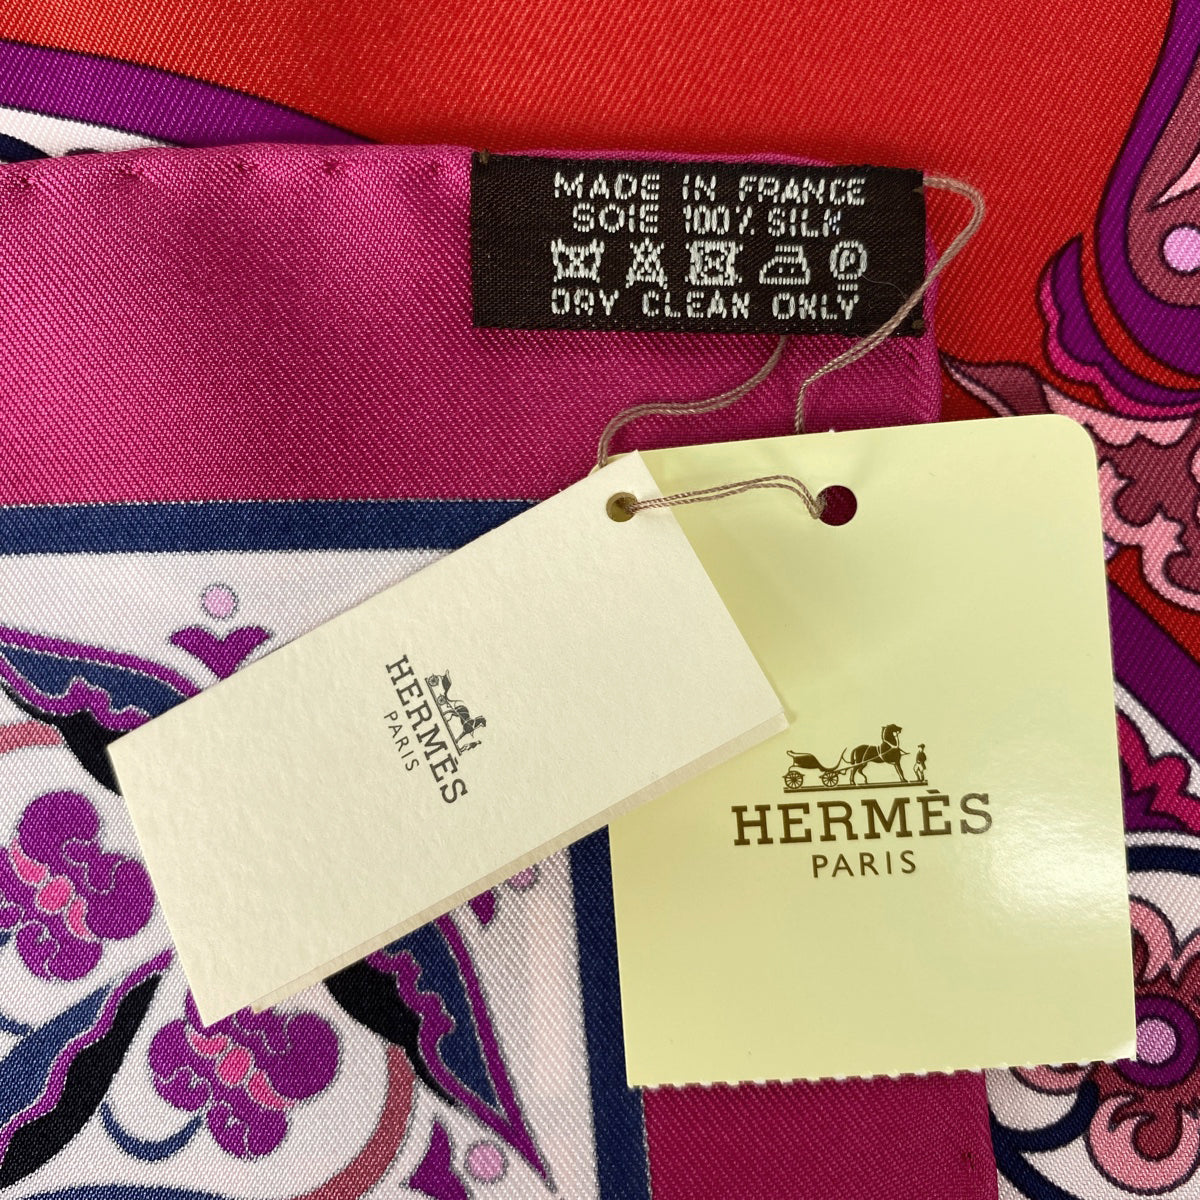 MADE IN FRANCE
SOIE 100% SILK
P
DRY CLEAN ONLY
HERMÈS
PARIS
HERMÈS
PARIS